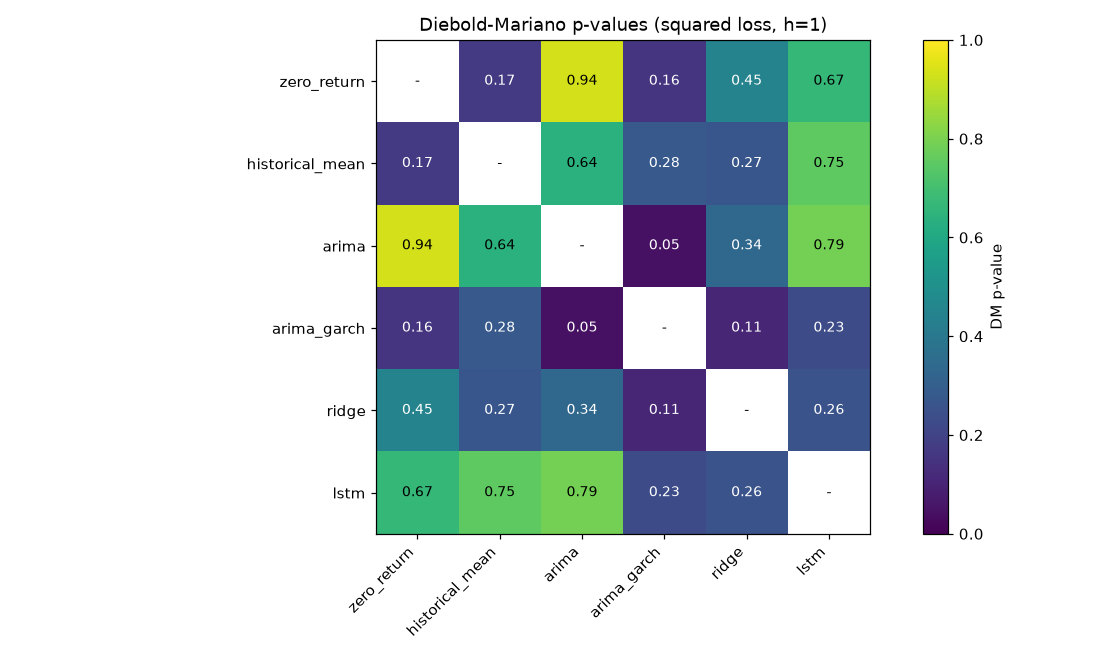 Diebold-Mariano p-values (squared loss, h=1)
zero_return - 0.17 0.94 0.16 0.45 0.67
historical_mean 0.17 - 0.64 0.28 0.27 0.75
arima 0.94 0.64 - 0.05 0.34 0.79
arima_garch 0.16 0.28 0.05 - 0.11 0.23
ridge 0.45 0.27 0.34 0.11 - 0.26
lstm 0.67 0.75 0.79 0.23 0.26 -
zero_return
historical_mean
arima
arima_garch
ridge
lstm
1.0
0.8
0.6
0.4
0.2
0.0
DM p-value